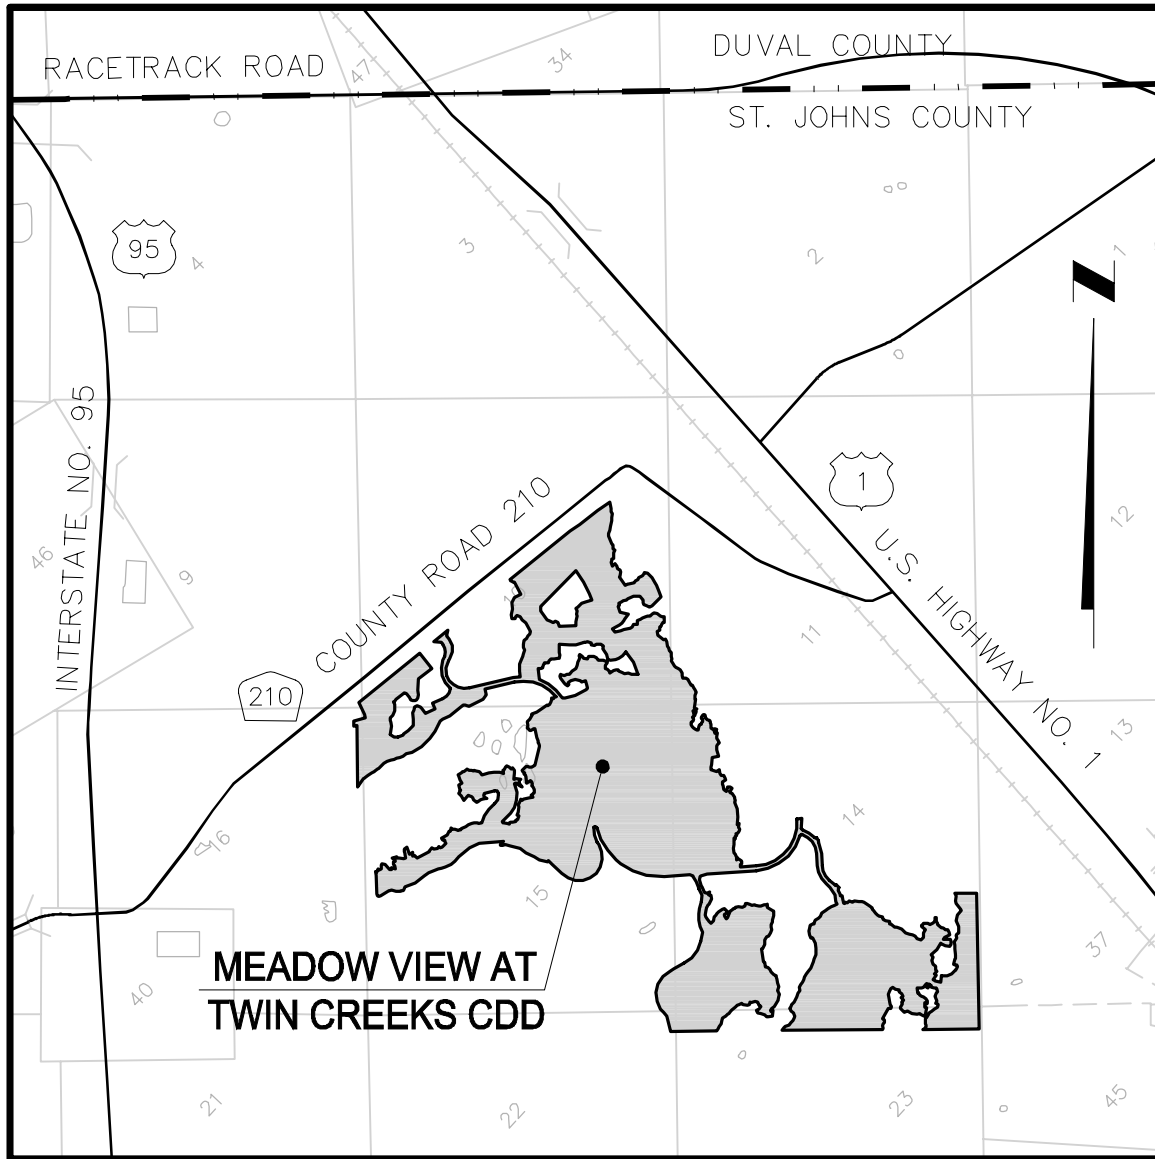 RACETRACK ROAD
47
34
DUVAL COUNTY
ST. JOHNS COUNTY
95
4
3
2
1
N
INTERSTATE NO. 95
46
9
COUNTY ROAD 210
210
10
1
U.S. HIGHWAY NO. 1
12
11
13
16
14
15
37
MEADOW VIEW AT
TWIN CREEKS CDD
40
21
22
23
45